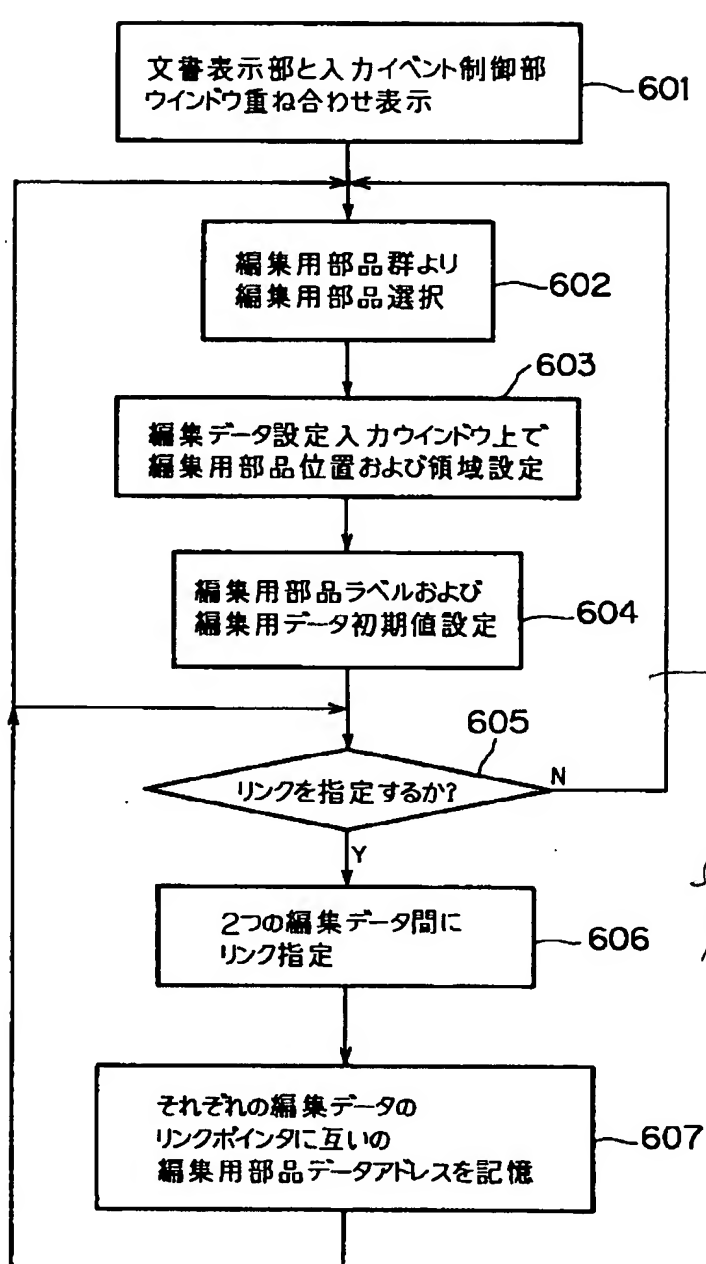 文書表示部と入力イベント制御部
ウインドウ重ね合わせ表示
601
編集用部品群より
編集用部品選択
602
603
編集データ設定入力ウインドウ上で
編集用部品位置および領域設定
編集用部品ラベルおよび
編集用データ初期値設定
604
605
リンクを指定するか?
N
Y
2つの編集データ間に
リンク指定
606
それぞれの編集データの
リンクポインタに互いの
編集用部品データアドレスを記憶
607